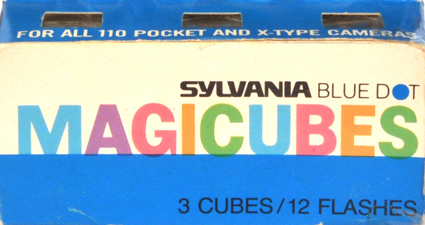 FOR ALL 110 POCKET AND X-TYPE CAMERAS
SYLVANIA BLUE DOT
MAGICUBES
3 CUBES/12 FLASHES